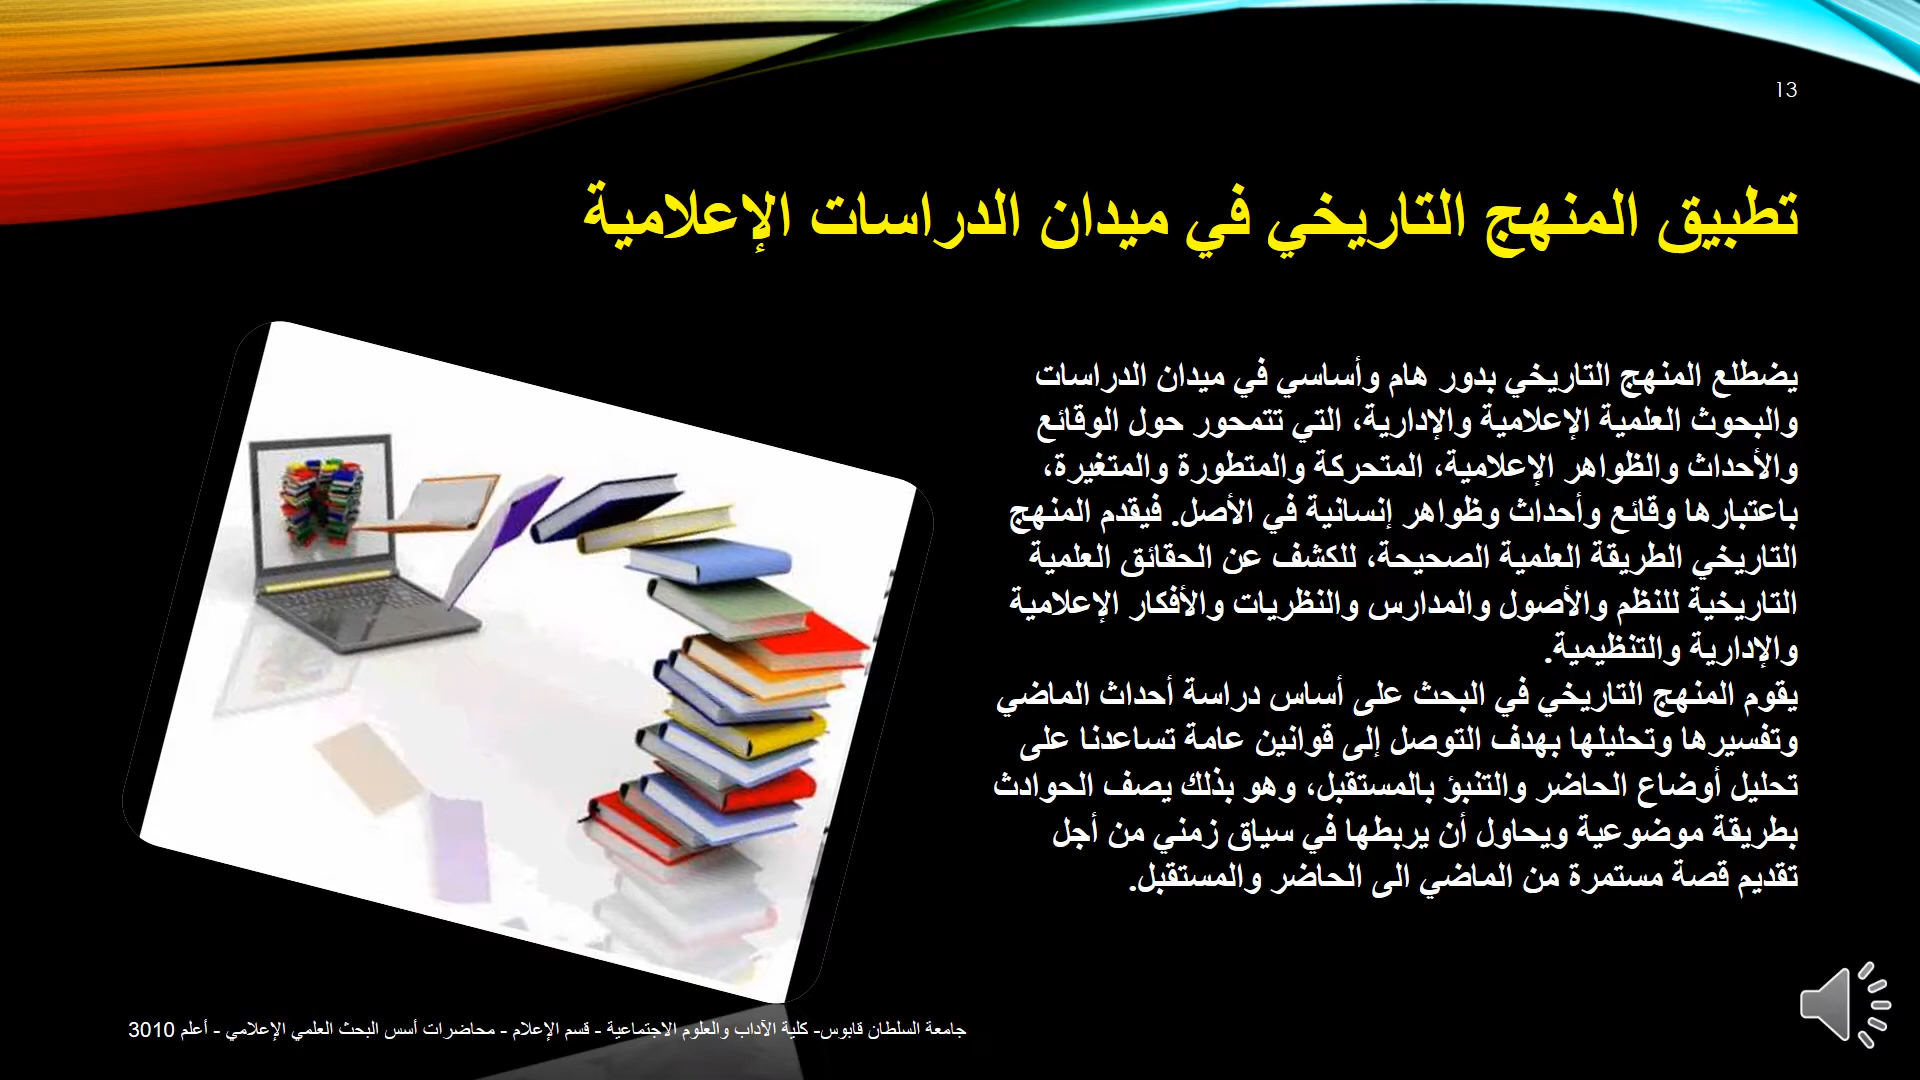 13
تطبيق المنهج التاريخي في ميدان الدراسات الإعلامية
يضطلع المنهج التاريخي بدور هام وأساسي في ميدان الدراسات
والبحوث العلمية الإعلامية والإدارية، التي تتمحور حول الوقائع
والأحداث والظواهر الإعلامية، المتحركة والمتطورة والمتغيرة،
باعتبارها وقائع وأحداث وظواهر إنسانية في الأصل. فيقدم المنهج
التاريخي الطريقة العلمية الصحيحة، للكشف عن الحقائق العلمية
التاريخية للنظم والأصول والمدارس والنظريات والأفكار الإعلامية
والإدارية والتنظيمية.
يقوم المنهج التاريخي في البحث على أساس دراسة أحداث الماضي
وتفسيرها وتحليلها بهدف التوصل إلى قوانين عامة تساعدنا على
تحليل أوضاع الحاضر والتنبؤ بالمستقبل، وهو بذلك يصف الحوادث
بطريقة موضوعية ويحاول أن يربطها في سياق زمني من أجل
تقديم قصة مستمرة من الماضي الى الحاضر والمستقبل.
جامعة السلطان قابوس- كلية الآداب والعلوم الاجتماعية - قسم الإعلام - محاضرات أسس البحث العلمي الإعلامي - أعلم 3010